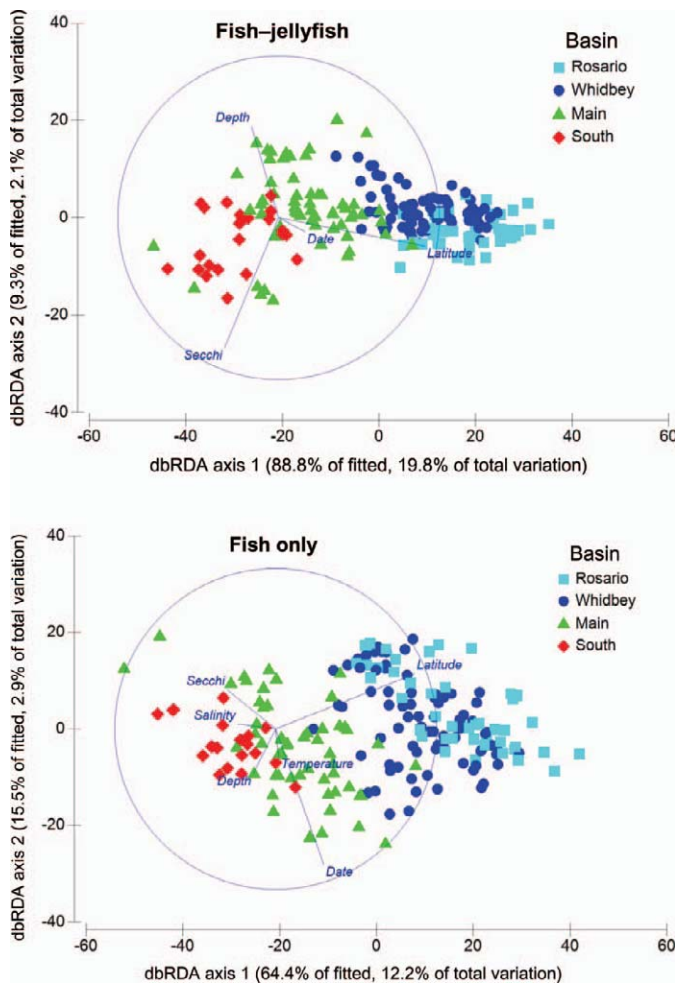 Fish–jellyfish
Basin
Rosario
Whidbey
Main
South
40
20
0
-20
-40
dbRDA axis 2 (9.3% of fitted, 2.1% of total variation)
Depth
Date
Latitude
Secchi
-60
-40
-20
0
20
40
60
dbRDA axis 1 (88.8% of fitted, 19.8% of total variation)
Fish only
Basin
Rosario
Whidbey
Main
South
40
20
0
-20
-40
dbRDA axis 2 (15.5% of fitted, 2.9% of total variation)
Latitude
Secchi
Salinity
Temperature
Depth
Date
-60
-40
-20
0
20
40
60
dbRDA axis 1 (64.4% of fitted, 12.2% of total variation)